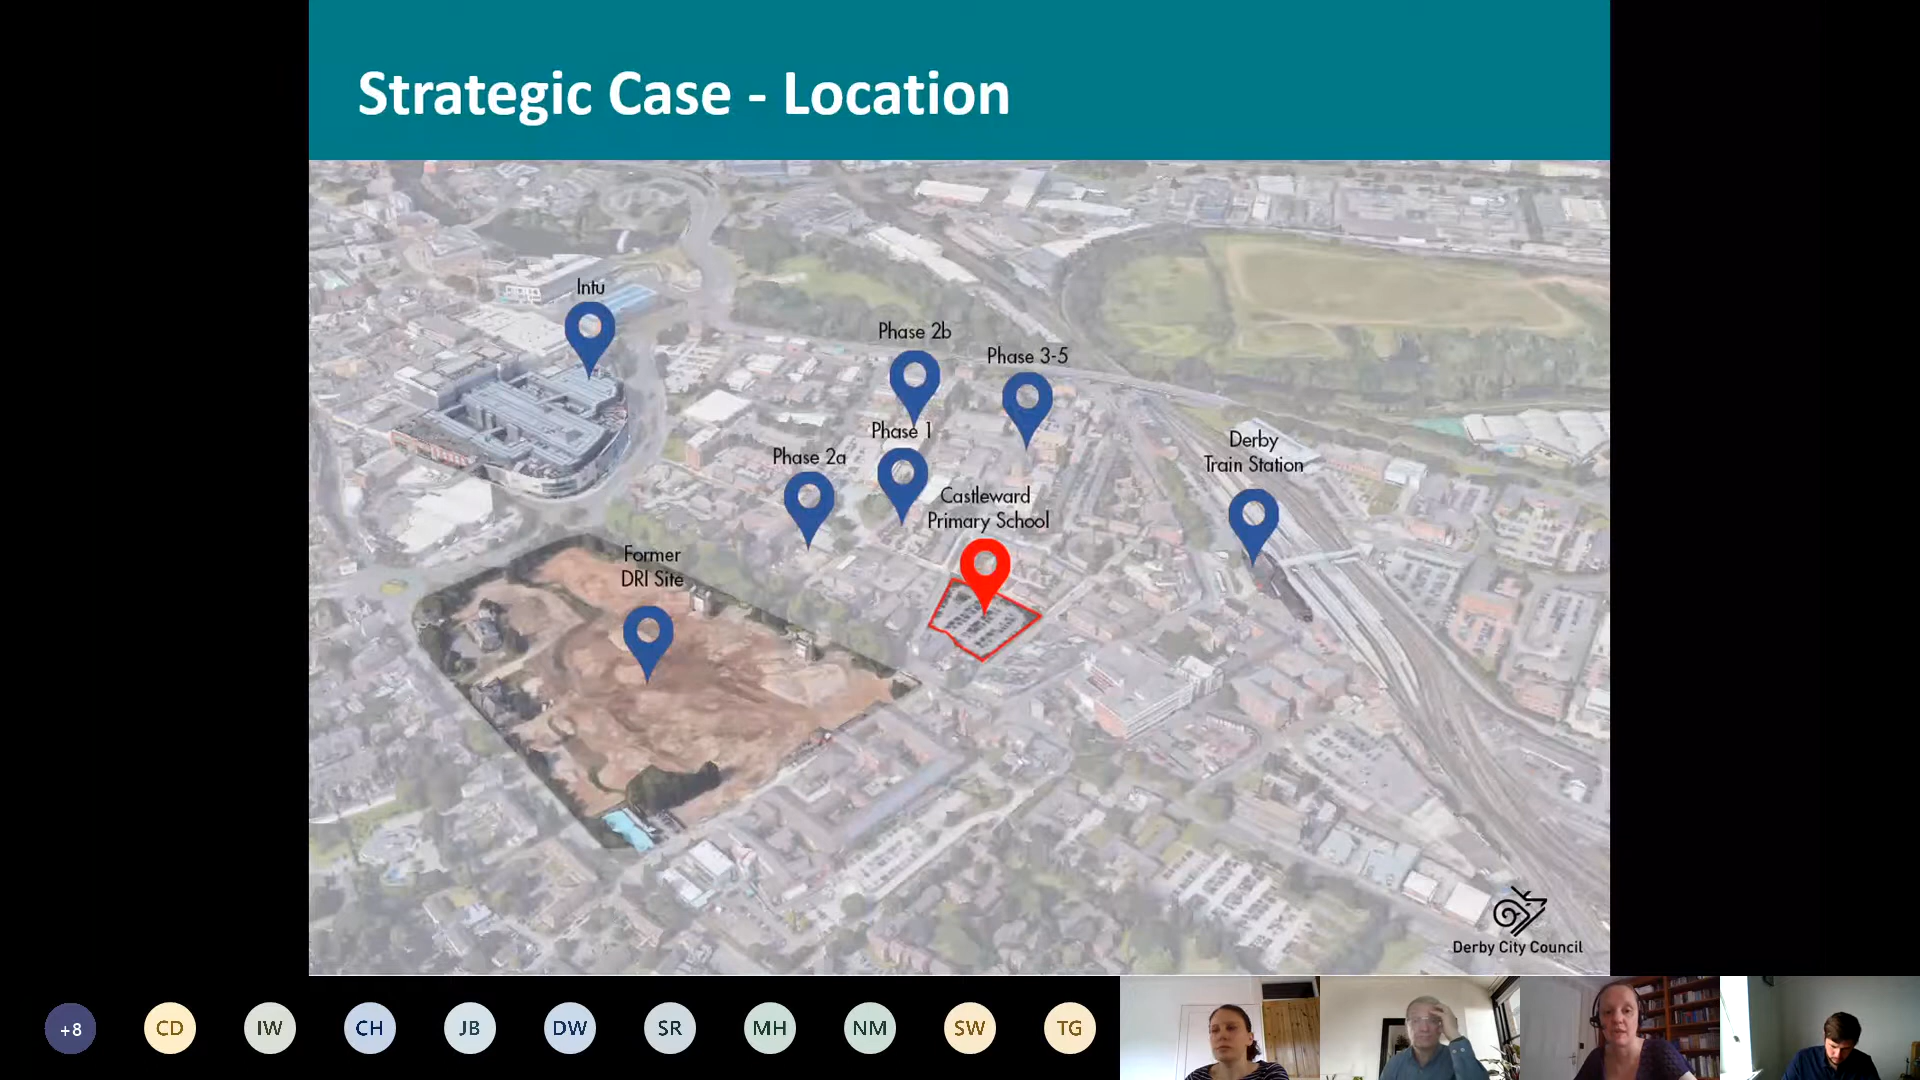 Strategic Case - Location
Intu
Phase 2b
Phase 3-5
Phase 1
Phase 2a
Derby
Train Station
Castleward
Primary School
Former
DRI Site
Derby City Council
+8
CD
IW
CH
JB
DW
SR
MH
NM
SW
TG